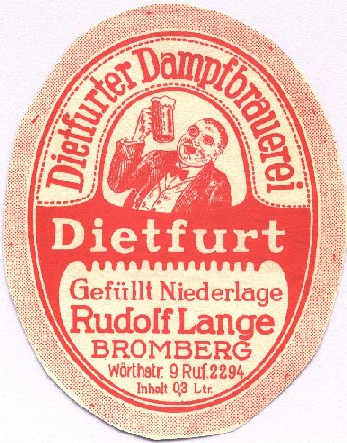 Dietfurter Dampfbrauerei
Dietfurt
Gefüllt Niederlage
Rudolf Lange
BROMBERG
Wörthstr. 9 Ruf. 2294
Inhalt 0,3 Ltr.